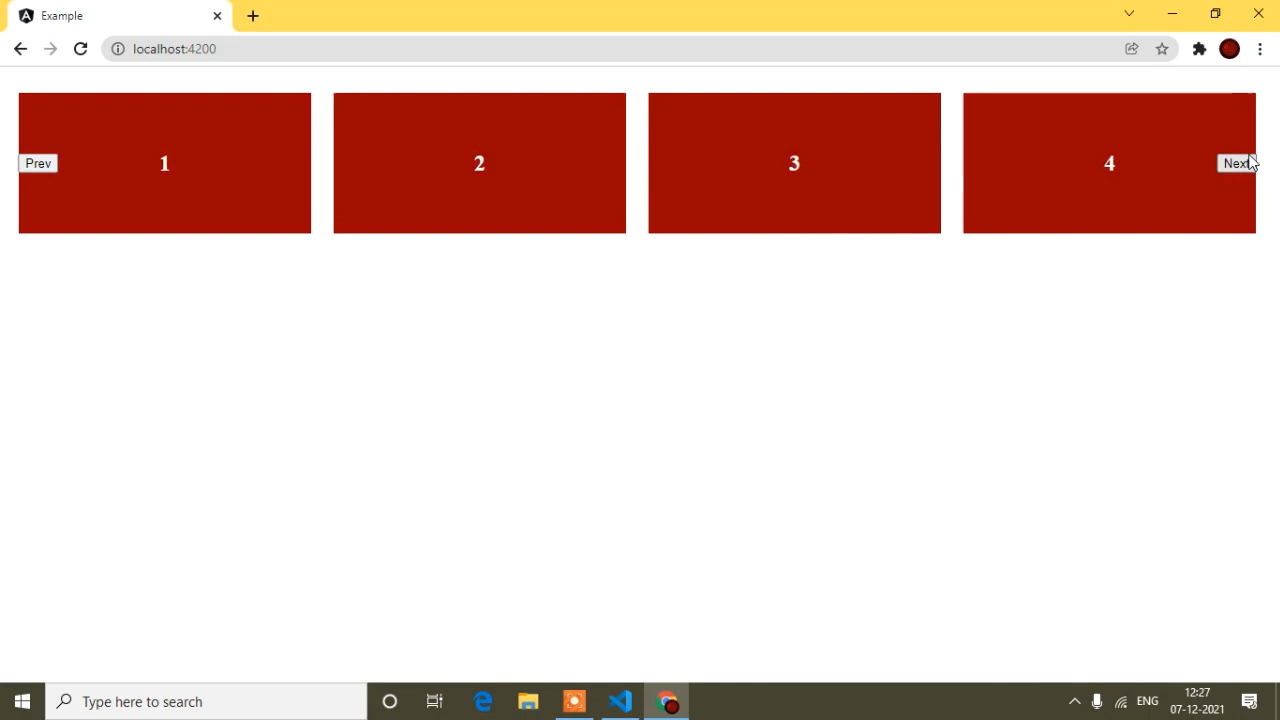 Example
localhost:4200
Prev 1 2 3 4 Next
Type here to search
ENG
12:27
07-12-2021